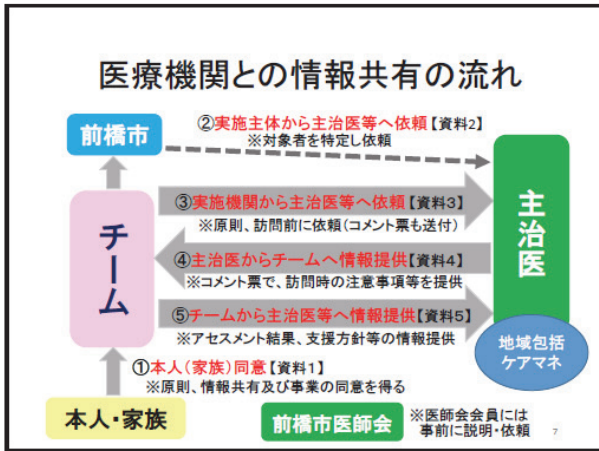 医療機関との情報共有の流れ
前橋市
②実施主体から主治医等へ依頼【資料2】
※対象者を特定し依頼
③実施機関から主治医等へ依頼【資料3】
※原則、訪問前に依頼(コメント票も送付)
チーム
主治医
④主治医からチームへ情報提供【資料4】
※コメント票で、訪問時の注意事項等を提供
⑤チームから主治医等へ情報提供【資料5】
※アセスメント結果、支援方針等の情報提供
地域包括
ケアマネ
①本人(家族)同意【資料1】
※原則、情報共有及び事業の同意を得る
本人・家族
前橋市医師会
※医師会会員には
事前に説明・依頼
7